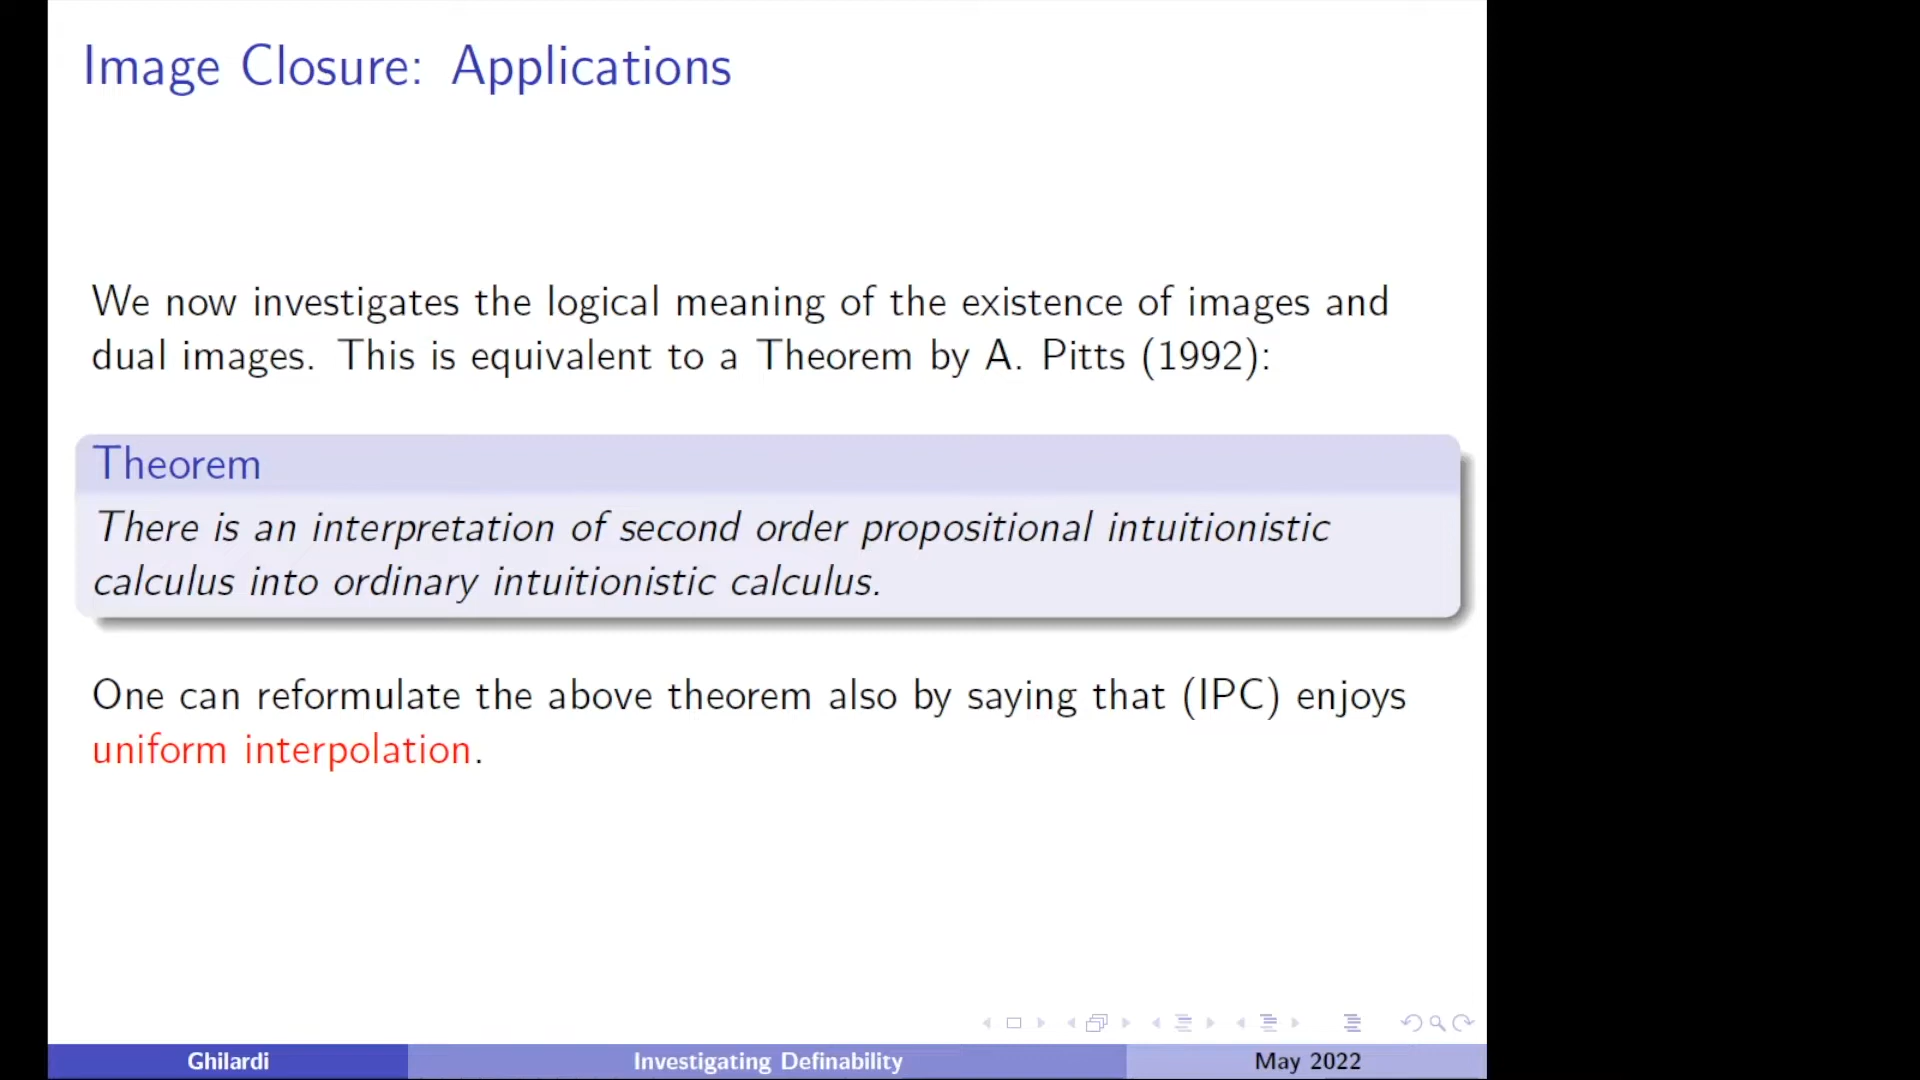 Image Closure: Applications
We now investigates the logical meaning of the existence of images and
dual images. This is equivalent to a Theorem by A. Pitts (1992):
Theorem
There is an interpretation of second order propositional intuitionistic
calculus into ordinary intuitionistic calculus.
One can reformulate the above theorem also by saying that (IPC) enjoys
uniform interpolation.
Ghilardi
Investigating Definability
May 2022